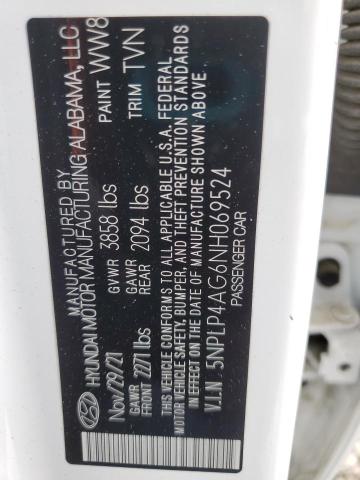 MANUFACTURED BY
HYUNDAI MOTOR MANUFACTURING ALABAMA, LLC
Nov/29/21 GVWR 3858 lbs PAINT WW8
GAWR FRONT 2271 lbs GAWR REAR 2094 lbs TRIM TVN
THIS VEHICLE CONFORMS TO ALL APPLICABLE U.S.A. FEDERAL
MOTOR VEHICLE SAFETY, BUMPER, AND THEFT PREVENTION STANDARDS
IN EFFECT ON THE DATE OF MANUFACTURE SHOWN ABOVE.
V.I.N. 5NPLP4AG6NH069524
PASSENGER CAR